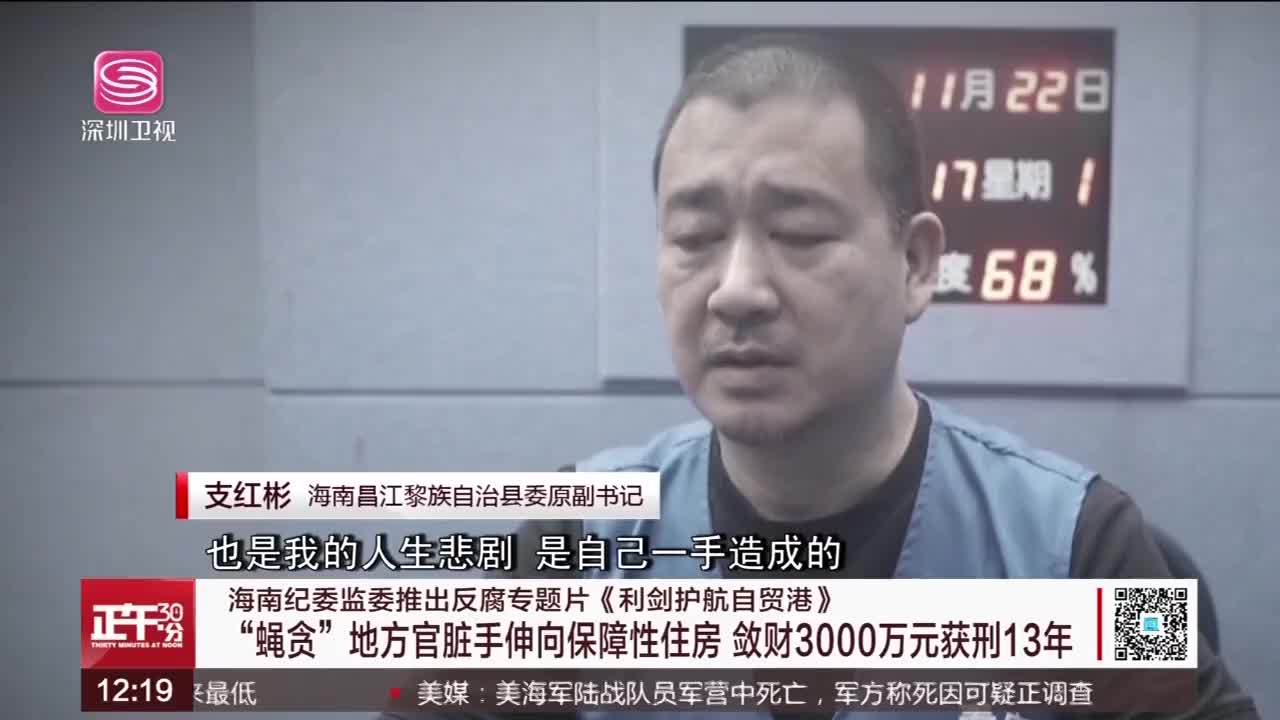 深圳卫视
11月22日
17星期1
度68%
支红彬 海南昌江黎族自治县委原副书记
也是我的人生悲剧 是自己一手造成的
正午30分
THIRTY MINUTES AT NOON
海南纪委监委推出反腐专题片《利剑护航自贸港》
“蝇贪”地方官脏手伸向保障性住房 敛财3000万元获刑13年
12:19
来最低 美媒：美海军陆战队员军营中死亡，军方称死因可疑正调查